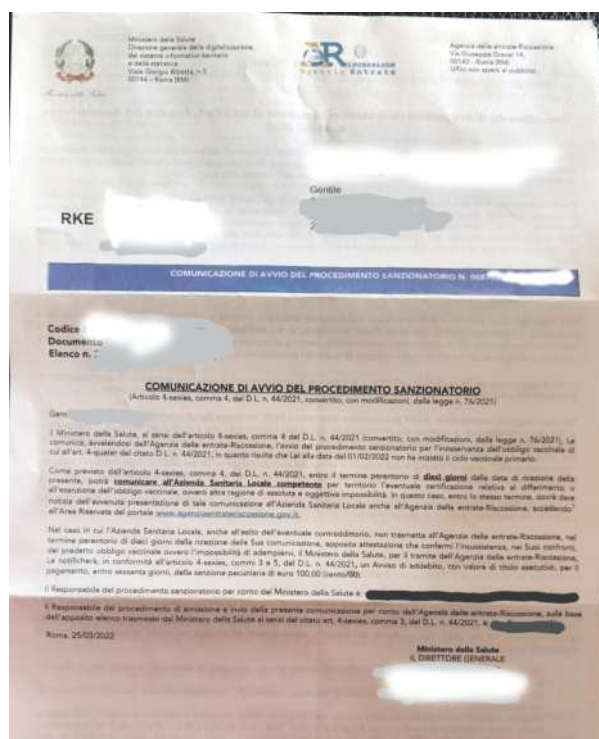 Ministero della Salute
Direzione generale della digitalizzazione,
del sistema informativo sanitario
e della statistica
Viale Giorgio Ribotta, n 5
00144 - Roma (RM)
Agenzia delle entrate-Riscossione
Via Giuseppe Grezar 14,
00142 - Roma (RM)
Uffici non aperti al pubblico
Riscossione
Agenzia Entrate
Gentile
RKE
COMUNICAZIONE DI AVVIO DEL PROCEDIMENTO SANZIONATORIO N.
Codice
Documento
Elenco n.
COMUNICAZIONE DI AVVIO DEL PROCEDIMENTO SANZIONATORIO
(Articolo 4-sexies, comma 4, del D.L. n. 44/2021, convertito, con modificazioni, dalla legge n. 76/2021)
il Ministero della Salute, ai sensi dell'articolo 4-sexies, comma 4 del D.L. n. 44/2021 (convertito, con modificazioni, dalla legge n. 76/2021), Le
comunica, avvalendosi dell'Agenzia delle entrate-Riscossione, l'avvio del procedimento sanzionatorio per l'inosservanza dell'obbligo vaccinale di
cui all'art. 4-quater del citato D.L. n. 44/2021, in quanto risulta che Lei alla data del 01/02/2022 non ha iniziato il ciclo vaccinale primario.
Come previsto dall'articolo 4-sexies, comma 4, del D.L. n. 44/2021, entro il termine perentorio di dieci giorni dalla data di ricezione della
presente, potrà comunicare all'Azienda Sanitaria Locale competente per territorio l'eventuale certificazione relativa al differimento o
all'esenzione dall'obbligo vaccinale, ovvero altra ragione di assoluta e oggettiva impossibilità. In questo caso, entro lo stesso termine, dovrà dare
notizia dell'avvenuta presentazione di tale comunicazione all'Azienda Sanitaria Locale anche all'Agenzia delle entrate-Riscossione, accedendo
all'Area Riservata del portale www.agenziaentrateriscossione.gov.it.
Nel caso in cui l'Azienda Sanitaria Locale, anche all'esito dell'eventuale contraddittorio, non trasmetta all'Agenzia delle entrate-Riscossione, nel
termine perentorio di dieci giorni dalla ricezione della Sua comunicazione, apposita attestazione che confermi l'insussistenza, nei Suoi confronti,
del predetto obbligo vaccinale ovvero l'impossibilità di adempiervi, il Ministero della Salute, per il tramite dell'Agenzia delle entrate-Riscossione,
Le notificherà, in conformità all'articolo 4-sexies, commi 3 e 5, del D.L. n. 44/2021, un Avviso di addebito, con valore di titolo esecutivo, per il
pagamento, entro sessanta giorni, della sanzione pecuniaria di euro 100,00 (cento/00).
Il Responsabile del procedimento sanzionatorio per conto del Ministero della Salute è:
Il Responsabile del procedimento di emissione e invio della presente comunicazione per conto dell'Agenzia delle entrate-Riscossione, sulla base
dell'apposito elenco trasmesso dal Ministero della Salute ai sensi del citato art. 4-sexies, comma 3, del D.L. n. 44/2021, è
Roma, 25/03/2022
Ministero della Salute
IL DIRETTORE GENERALE